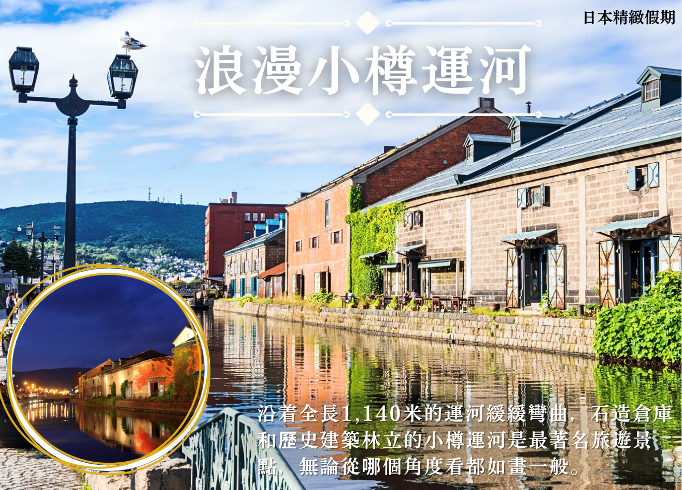 日本精緻假期
浪漫小樽運河
沿着全長1,140米的運河緩緩彎曲，石造倉庫
和歷史建築林立的小樽運河是最著名旅遊景
點，無論從哪個角度看都如畫一般。